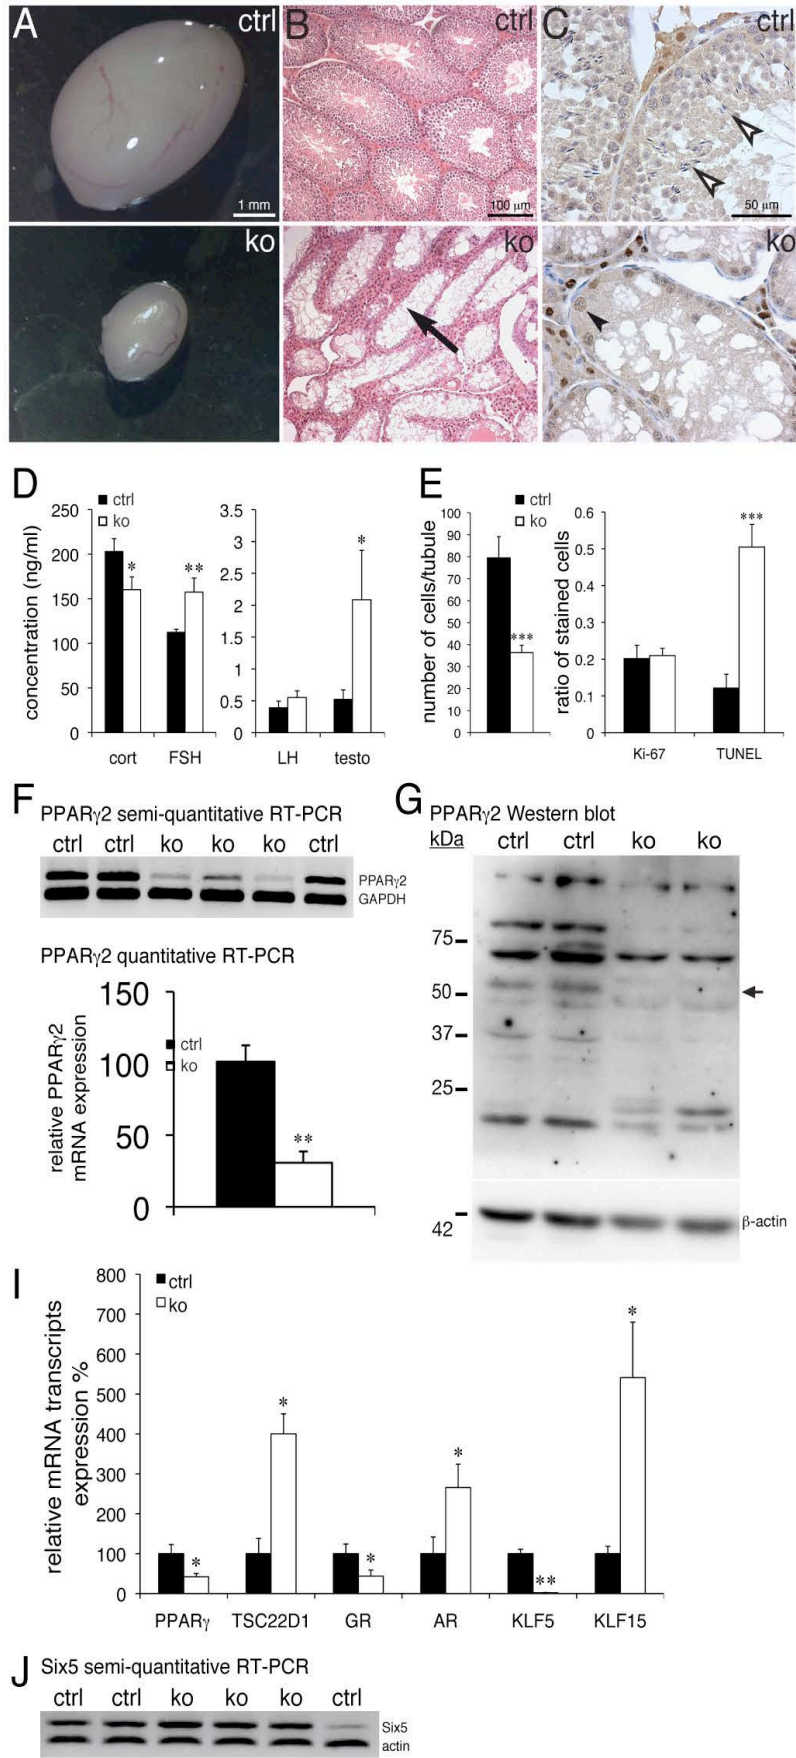 A ctrl B ctrl C ctrl
1 mm 100 µm 50 µm
ko ko ko
D E
ctrl
ko
concentration (ng/ml)
250
200
150
100
50
0
* **
cort FSH
3.5
3
2.5
2
1.5
1
0.5
0
*
LH testo
ctrl
ko
number of cells/tubule
100
90
80
70
60
50
40
30
20
10
0
***
ratio of stained cells
0.6
0.5
0.4
0.3
0.2
0.1
0
***
Ki-67 TUNEL
F
PPARγ2 semi-quantitative RT-PCR
ctrl ctrl ko ko ko ctrl
PPARγ2
GAPDH
PPARγ2 quantitative RT-PCR
relative PPARγ2
mRNA expression
150
100
50
0
ctrl
ko
**
G PPARγ2 Western blot
kDa ctrl ctrl ko ko
75
50
37
25
42
β-actin
I
ctrl
ko
relative mRNA transcripts
expression %
800
700
600
500
400
300
200
100
0
* * * * ** *
PPARγ TSC22D1 GR AR KLF5 KLF15
J Six5 semi-quantitative RT-PCR
ctrl ctrl ko ko ko ctrl
Six5
actin